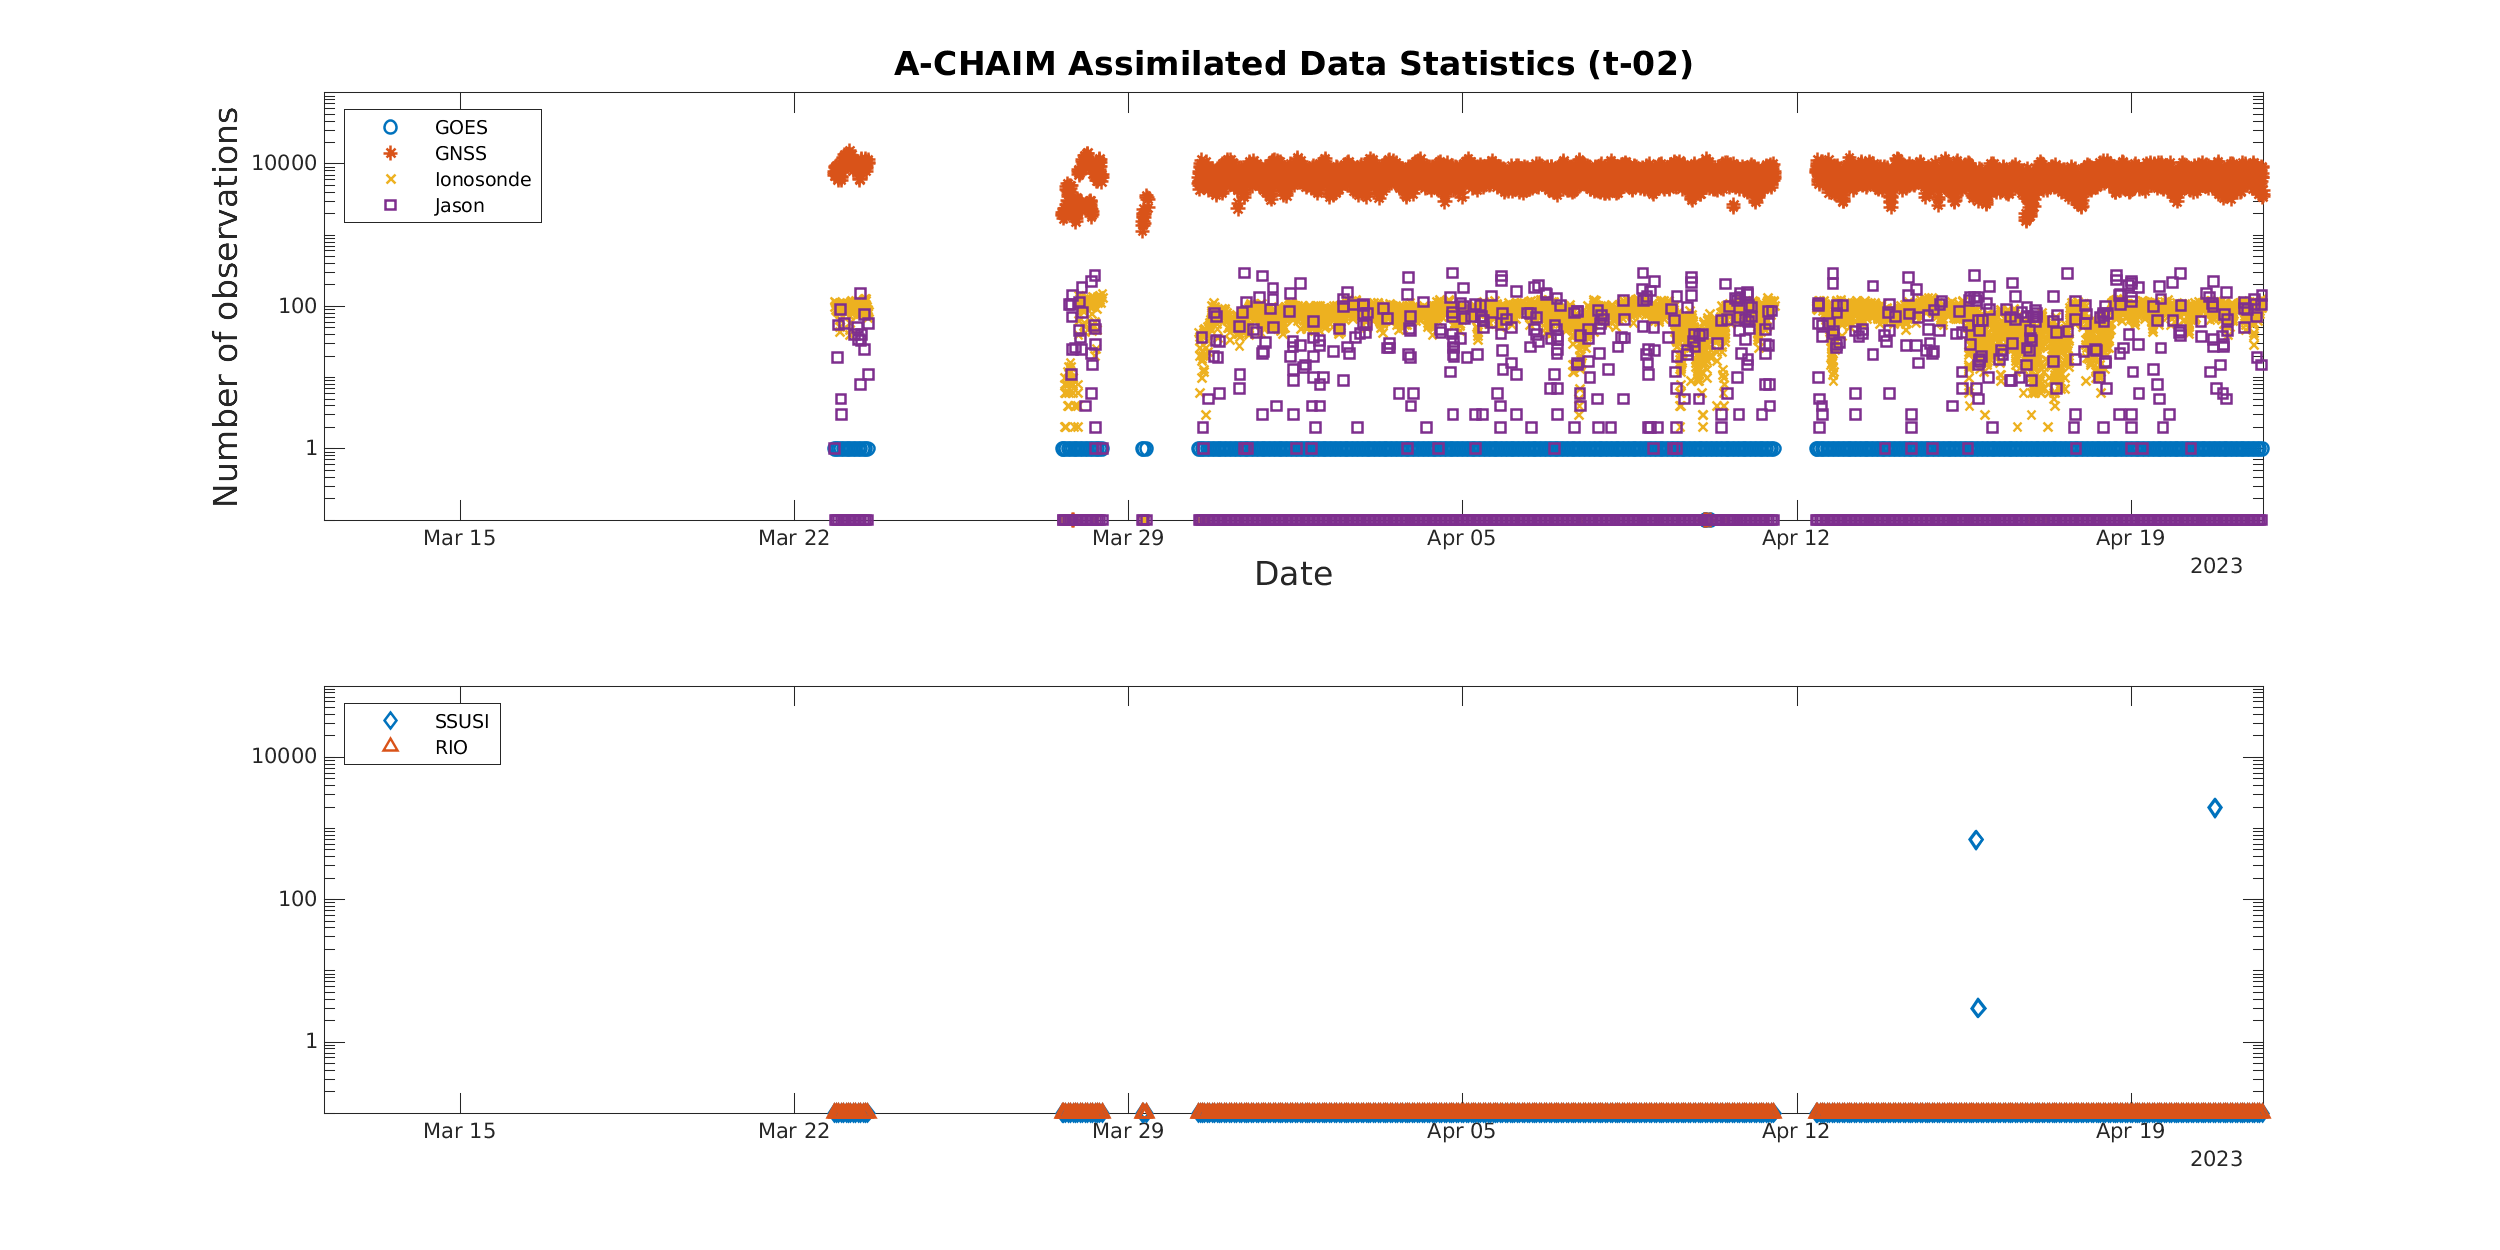 A-CHAIM Assimilated Data Statistics (t-02)
Number of observations
GOES
GNSS
Ionosonde
Jason
10000
100
1
Mar 15 Mar 22 Mar 29 Apr 05 Apr 12 Apr 19
2023
Date
SSUSI
RIO
10000
100
1
Mar 15 Mar 22 Mar 29 Apr 05 Apr 12 Apr 19
2023